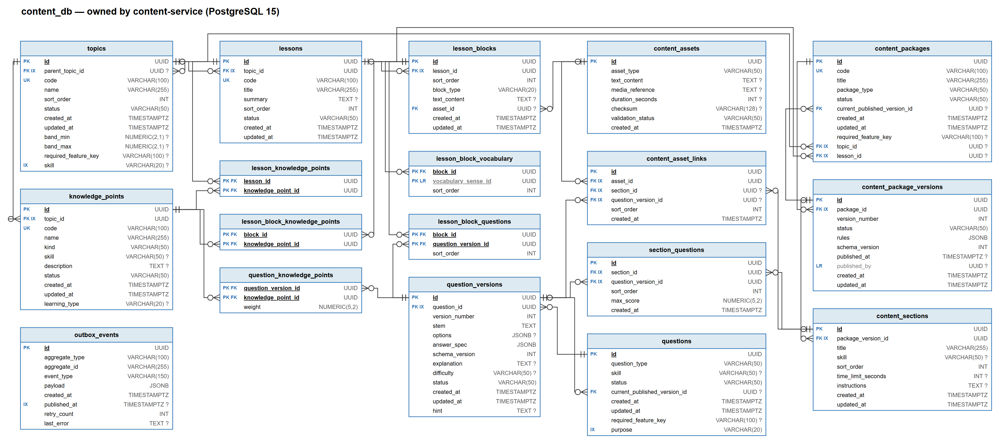 content_db — owned by content-service (PostgreSQL 15)
topics
PK id UUID
FK IX parent_topic_id UUID ?
UK code VARCHAR(100)
name VARCHAR(255)
sort_order INT
status VARCHAR(50)
created_at TIMESTAMPTZ
updated_at TIMESTAMPTZ
band_min NUMERIC(2,1) ?
band_max NUMERIC(2,1) ?
required_feature_key VARCHAR(100) ?
IX skill VARCHAR(20) ?
knowledge_points
PK id UUID
FK IX topic_id UUID
UK code VARCHAR(100)
name VARCHAR(255)
kind VARCHAR(50)
skill VARCHAR(50) ?
description TEXT ?
status VARCHAR(50)
created_at TIMESTAMPTZ
updated_at TIMESTAMPTZ
learning_type VARCHAR(20) ?
outbox_events
PK id UUID
aggregate_type VARCHAR(100)
aggregate_id VARCHAR(255)
event_type VARCHAR(150)
payload JSONB
created_at TIMESTAMPTZ
IX published_at TIMESTAMPTZ ?
retry_count INT
last_error TEXT ?
lessons
PK id UUID
FK IX topic_id UUID
UK code VARCHAR(100)
title VARCHAR(255)
summary TEXT ?
sort_order INT
status VARCHAR(50)
created_at TIMESTAMPTZ
updated_at TIMESTAMPTZ
lesson_knowledge_points
PK FK lesson_id UUID
PK FK knowledge_point_id UUID
lesson_block_knowledge_points
PK FK block_id UUID
PK FK knowledge_point_id UUID
question_knowledge_points
PK FK question_version_id UUID
PK FK knowledge_point_id UUID
weight NUMERIC(5,2)
lesson_blocks
PK id UUID
FK IX lesson_id UUID
sort_order INT
block_type VARCHAR(20)
text_content TEXT ?
FK asset_id UUID ?
created_at TIMESTAMPTZ
updated_at TIMESTAMPTZ
lesson_block_vocabulary
PK FK block_id UUID
PK LR vocabulary_sense_id UUID
sort_order INT
lesson_block_questions
PK FK block_id UUID
PK FK question_version_id UUID
sort_order INT
question_versions
PK id UUID
FK IX question_id UUID
version_number INT
stem TEXT
options JSONB ?
answer_spec JSONB
schema_version INT
explanation TEXT ?
difficulty VARCHAR(50) ?
status VARCHAR(50)
created_at TIMESTAMPTZ
updated_at TIMESTAMPTZ
hint TEXT ?
content_assets
PK id UUID
asset_type VARCHAR(50)
text_content TEXT ?
media_reference TEXT ?
duration_seconds INT ?
checksum VARCHAR(128) ?
validation_status VARCHAR(50)
created_at TIMESTAMPTZ
content_asset_links
PK id UUID
FK IX asset_id UUID
FK IX section_id UUID ?
FK IX question_version_id UUID ?
sort_order INT
created_at TIMESTAMPTZ
section_questions
PK id UUID
FK IX section_id UUID
FK IX question_version_id UUID
sort_order INT
max_score NUMERIC(5,2)
created_at TIMESTAMPTZ
questions
PK id UUID
question_type VARCHAR(50)
skill VARCHAR(50) ?
status VARCHAR(50)
FK current_published_version_id UUID ?
created_at TIMESTAMPTZ
updated_at TIMESTAMPTZ
required_feature_key VARCHAR(100) ?
IX purpose VARCHAR(20)
content_packages
PK id UUID
UK code VARCHAR(100)
title VARCHAR(255)
package_type VARCHAR(50)
status VARCHAR(50)
FK current_published_version_id UUID ?
created_at TIMESTAMPTZ
updated_at TIMESTAMPTZ
required_feature_key VARCHAR(100) ?
FK IX topic_id UUID ?
FK IX lesson_id UUID ?
content_package_versions
PK id UUID
FK IX package_id UUID
version_number INT
status VARCHAR(50)
rules JSONB
schema_version INT
published_at TIMESTAMPTZ ?
LR published_by UUID ?
created_at TIMESTAMPTZ
updated_at TIMESTAMPTZ
content_sections
PK id UUID
FK IX package_version_id UUID
title VARCHAR(255)
skill VARCHAR(50) ?
sort_order INT
time_limit_seconds INT ?
instructions TEXT ?
created_at TIMESTAMPTZ
updated_at TIMESTAMPTZ